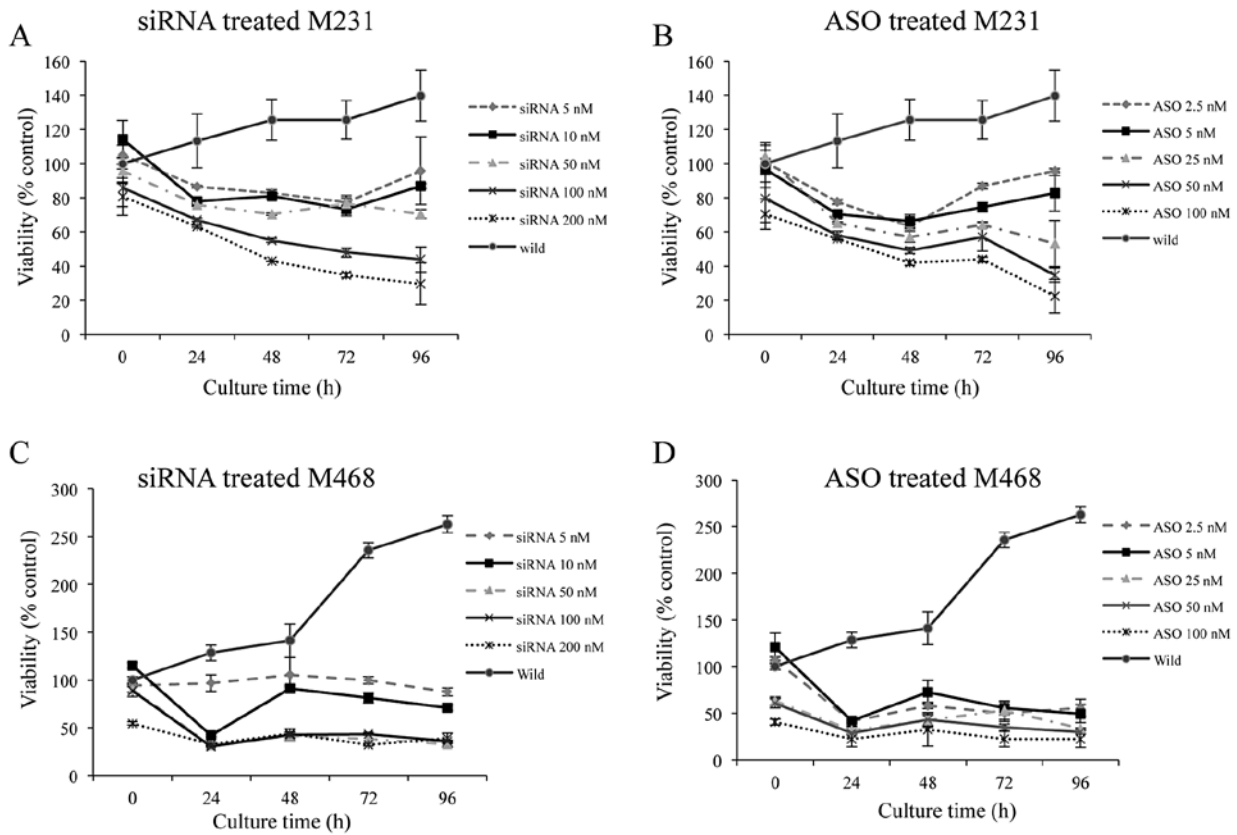 A
siRNA treated M231
Viability (% control)
160
140
120
100
80
60
40
20
0
0 24 48 72 96
Culture time (h)
siRNA 5 nM
siRNA 10 nM
siRNA 50 nM
siRNA 100 nM
siRNA 200 nM
wild
B
ASO treated M231
Viability (% control)
160
140
120
100
80
60
40
20
0
0 24 48 72 96
Culture time (h)
ASO 2.5 nM
ASO 5 nM
ASO 25 nM
ASO 50 nM
ASO 100 nM
wild
C
siRNA treated M468
Viability (% control)
300
250
200
150
100
50
0
0 24 48 72 96
Culture time (h)
siRNA 5 nM
siRNA 10 nM
siRNA 50 nM
siRNA 100 nM
siRNA 200 nM
Wild
D
ASO treated M468
Viability (% control)
300
250
200
150
100
50
0
0 24 48 72 96
Culture time (h)
ASO 2.5 nM
ASO 5 nM
ASO 25 nM
ASO 50 nM
ASO 100 nM
Wild